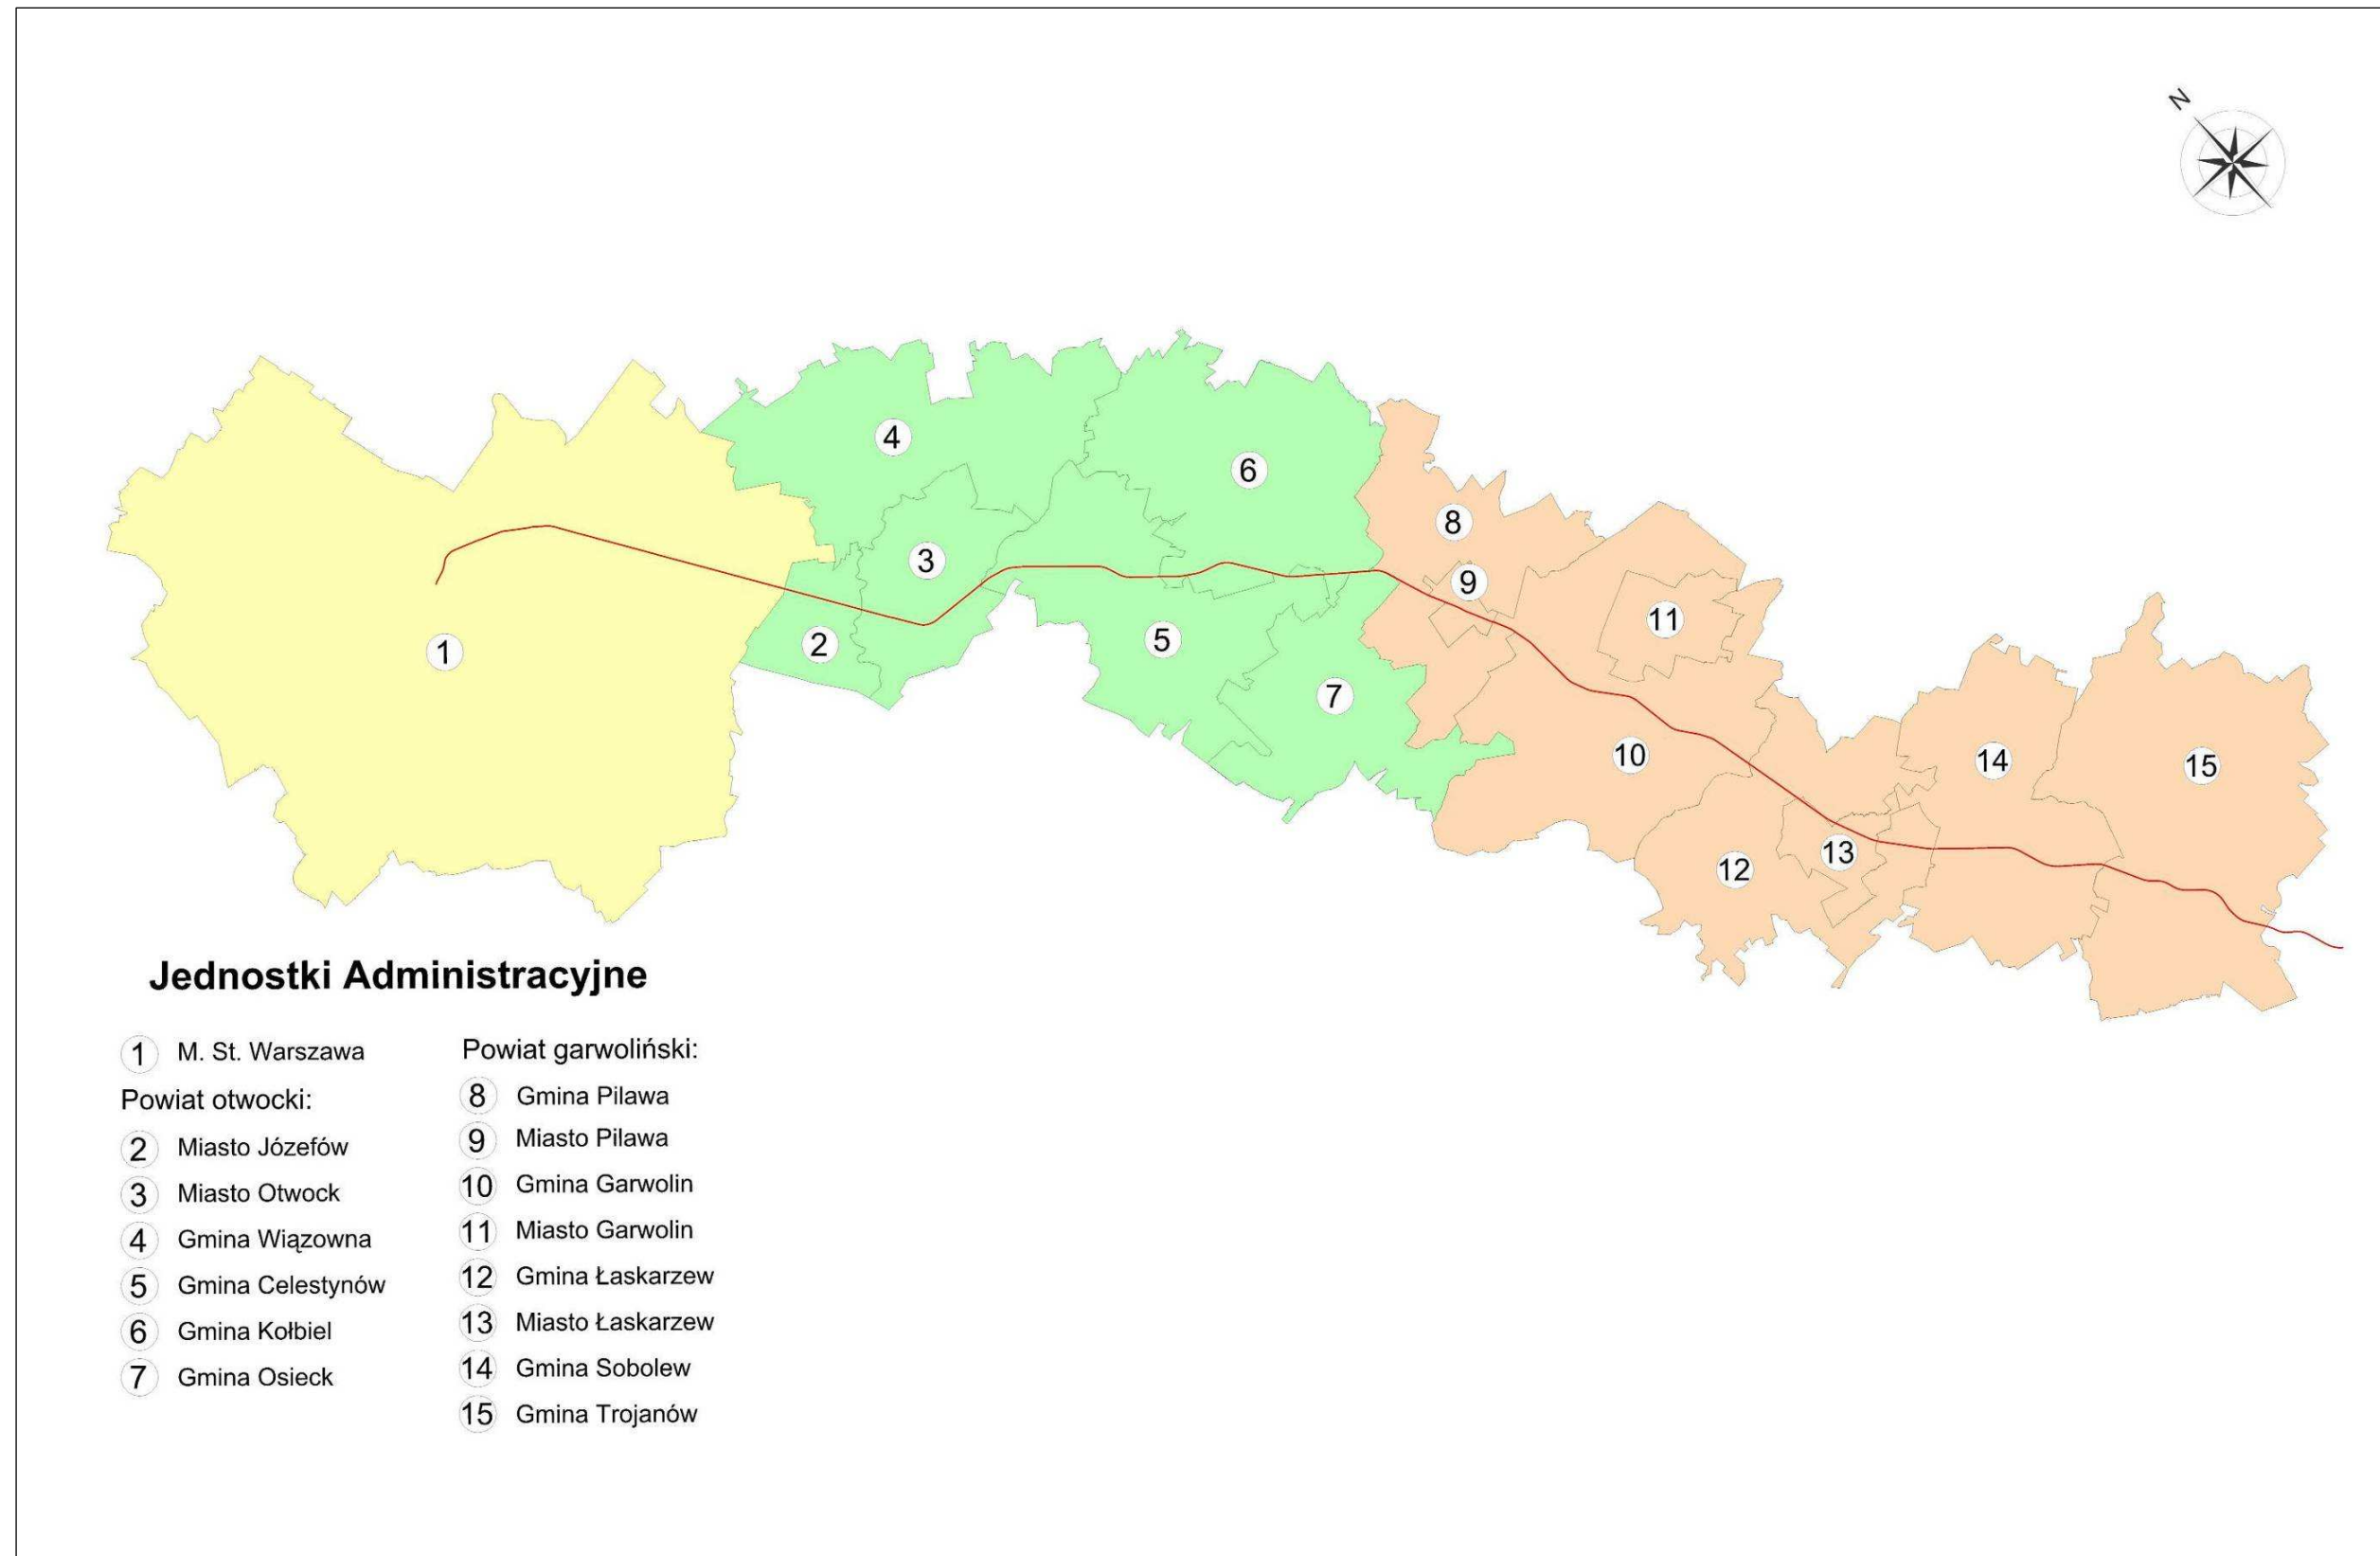 N
4
6
8
9
3
11
2
5
1
7
10
14
15
13
12
Jednostki Administracyjne
1 M. St. Warszawa
Powiat otwocki:
2 Miasto Józefów
3 Miasto Otwock
4 Gmina Wiązowna
5 Gmina Celestynów
6 Gmina Kołbiel
7 Gmina Osieck
Powiat garwoliński:
8 Gmina Pilawa
9 Miasto Pilawa
10 Gmina Garwolin
11 Miasto Garwolin
12 Gmina Łaskarzew
13 Miasto Łaskarzew
14 Gmina Sobolew
15 Gmina Trojanów